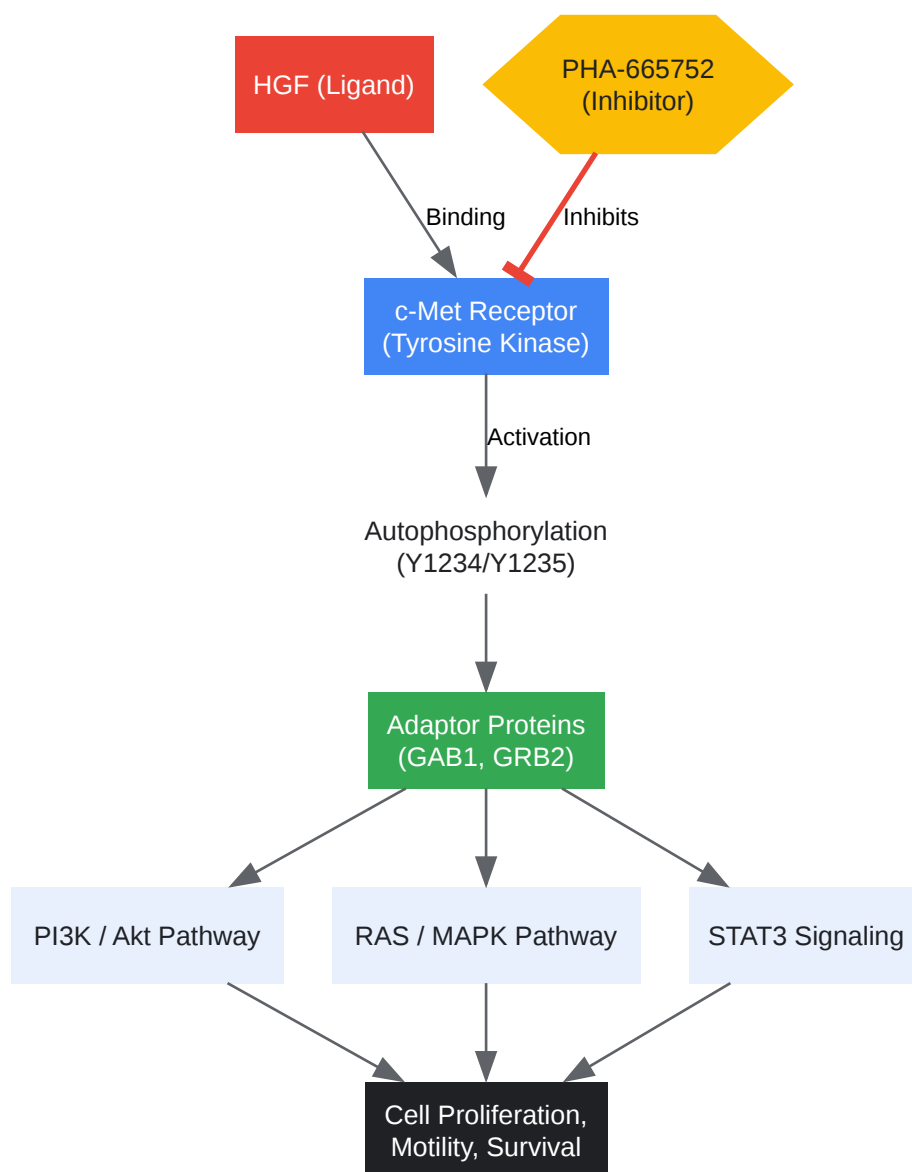 HGF (Ligand)
PHA-665752
(Inhibitor)
Binding
Inhibits
c-Met Receptor
(Tyrosine Kinase)
Activation
Autophosphorylation
(Y1234/Y1235)
Adaptor Proteins
(GAB1, GRB2)
PI3K / Akt Pathway
RAS / MAPK Pathway
STAT3 Signaling
Cell Proliferation,
Motility, Survival